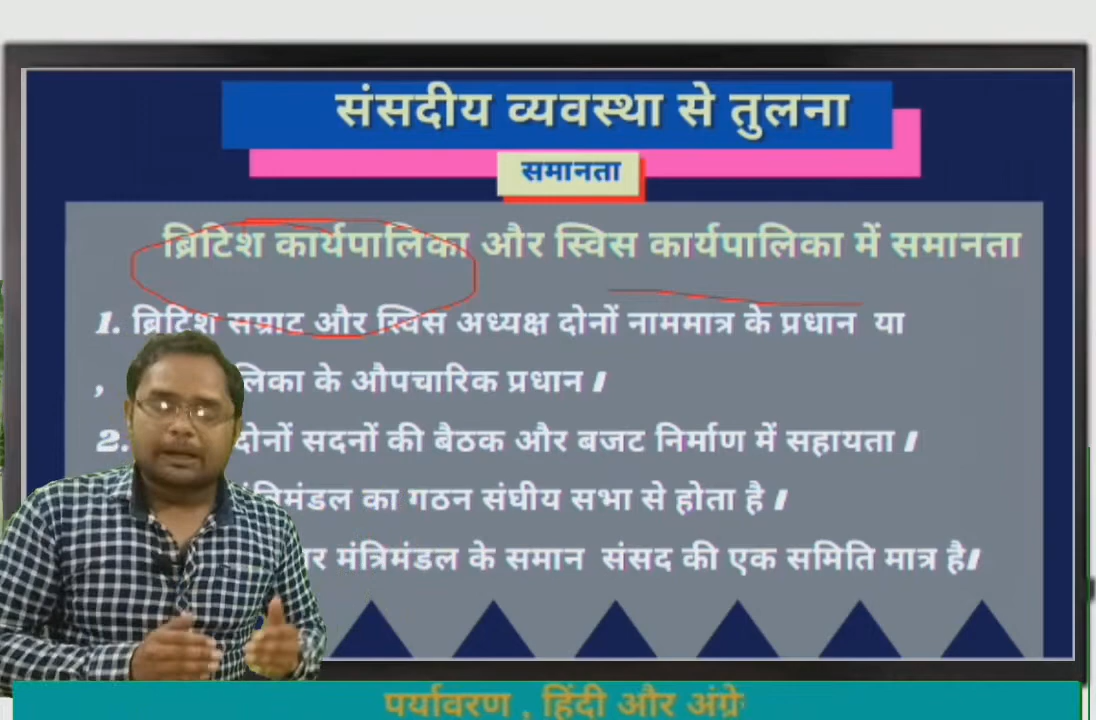 संसदीय व्यवस्था से तुलना
समानता
ब्रिटिश कार्यपालिका और स्विस कार्यपालिका में समानता
1. ब्रिटिश सम्राट और स्विस अध्यक्ष दोनों नाममात्र के प्रधान या
, लिका के औपचारिक प्रधान /
2. दोनों सदनों की बैठक और बजट निर्माण में सहायता /
मंत्रिमंडल का गठन संघीय सभा से होता है /
मंत्रिमंडल के समान संसद की एक समिति मात्र है/
पर्यावरण , हिंदी और